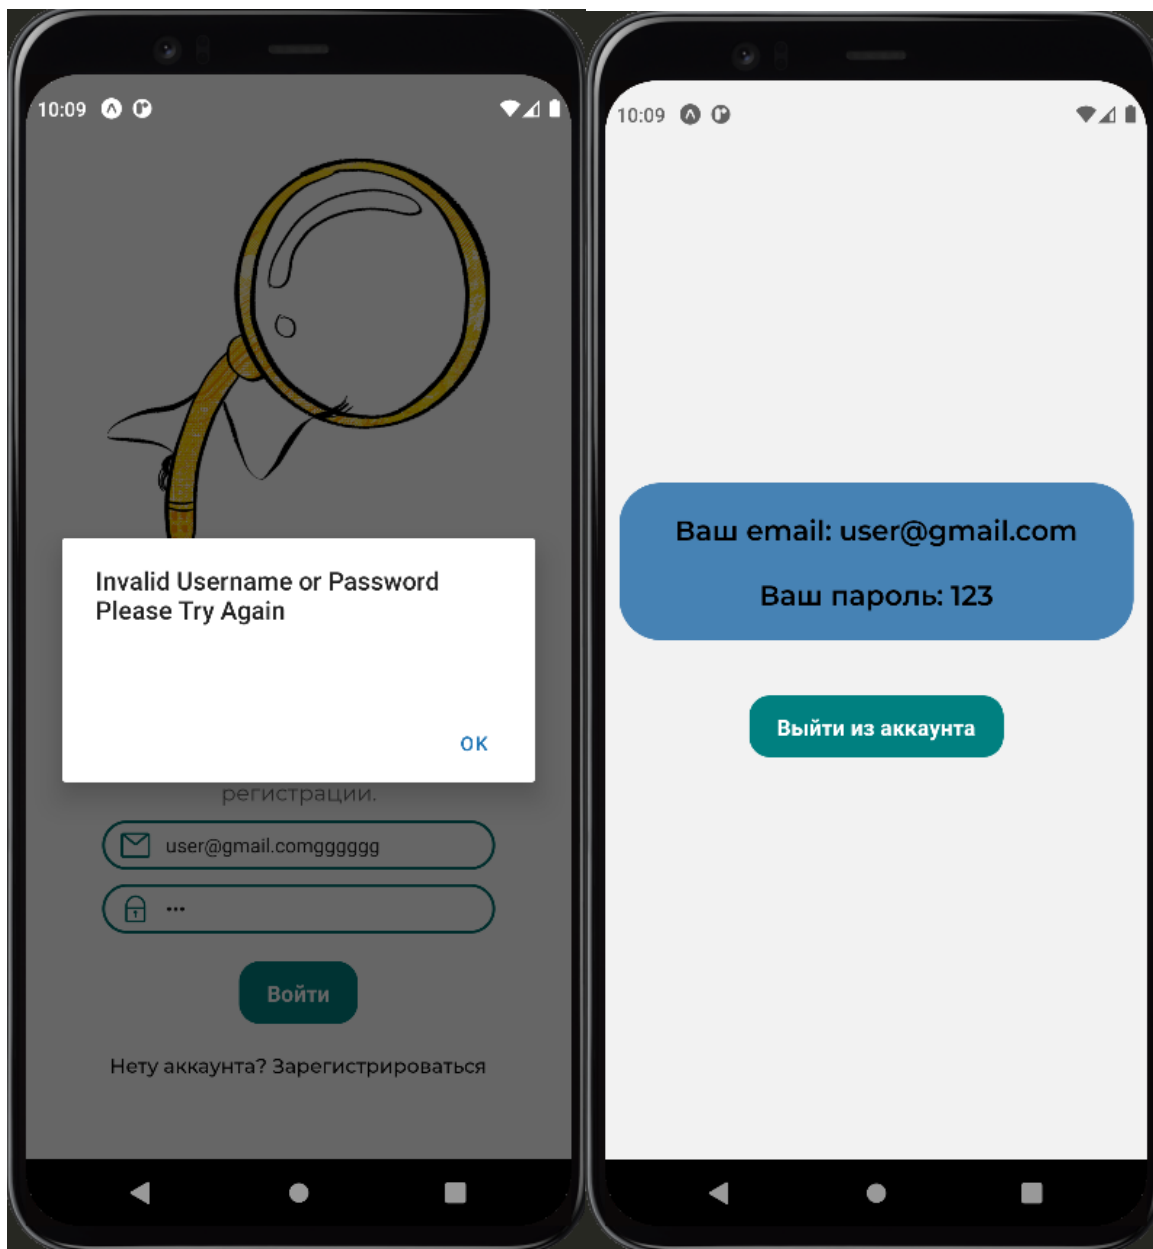 10:09
Invalid Username or Password
Please Try Again
OK
регистрации.
user@gmail.comgggggg
•••
Войти
Нету аккаунта? Зарегистрироваться
10:09
Ваш email: user@gmail.com
Ваш пароль: 123
Выйти из аккаунта